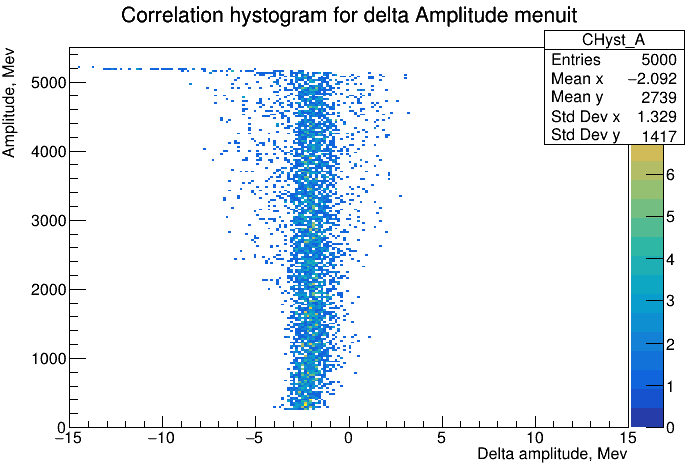 Correlation hystogram for delta Amplitude menuit
CHyst_A
Entries 5000
Mean x −2.092
Mean y 2739
Std Dev x 1.329
Std Dev y 1417
Amplitude, Mev
5000
4000
3000
2000
1000
0
−15 −10 −5 0 5 10 15
Delta amplitude, Mev
6
5
4
3
2
1
0